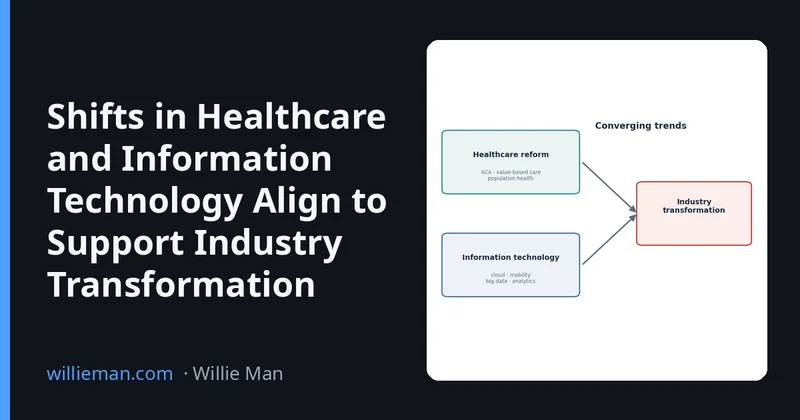 Shifts in Healthcare
and Information
Technology Align to
Support Industry
Transformation
willieman.com · Willie Man
Converging trends
Healthcare reform
ACA · value-based care
population health
Information technology
cloud · mobility
big data · analytics
Industry
transformation